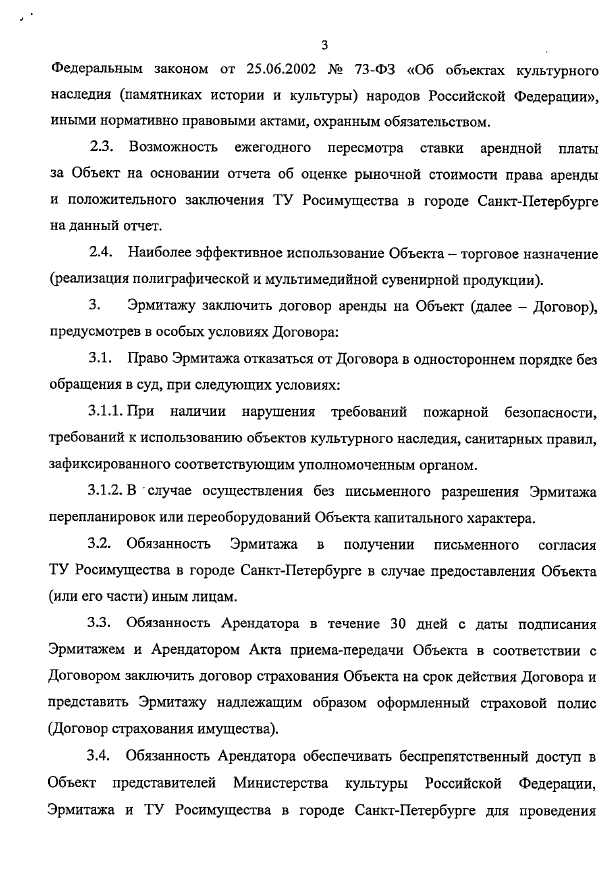 3
Федеральным законом от 25.06.2002 № 73-ФЗ «Об объектах культурного
наследия (памятниках истории и культуры) народов Российской Федерации»,
иными нормативно правовыми актами, охранным обязательством.
2.3. Возможность ежегодного пересмотра ставки арендной платы
за Объект на основании отчета об оценке рыночной стоимости права аренды
и положительного заключения ТУ Росимущества в городе Санкт-Петербурге
на данный отчет.
2.4. Наиболее эффективное использование Объекта – торговое назначение
(реализация полиграфической и мультимедийной сувенирной продукции).
3. Эрмитажу заключить договор аренды на Объект (далее – Договор),
предусмотрев в особых условиях Договора:
3.1. Право Эрмитажа отказаться от Договора в одностороннем порядке без
обращения в суд, при следующих условиях:
3.1.1. При наличии нарушения требований пожарной безопасности,
требований к использованию объектов культурного наследия, санитарных правил,
зафиксированного соответствующим уполномоченным органом.
3.1.2. В случае осуществления без письменного разрешения Эрмитажа
перепланировок или переоборудований Объекта капитального характера.
3.2. Обязанность Эрмитажа в получении письменного согласия
ТУ Росимущества в городе Санкт-Петербурге в случае предоставления Объекта
(или его части) иным лицам.
3.3. Обязанность Арендатора в течение 30 дней с даты подписания
Эрмитажем и Арендатором Акта приема-передачи Объекта в соответствии с
Договором заключить договор страхования Объекта на срок действия Договора и
представить Эрмитажу надлежащим образом оформленный страховой полис
(Договор страхования имущества).
3.4. Обязанность Арендатора обеспечивать беспрепятственный доступ в
Объект представителей Министерства культуры Российской Федерации,
Эрмитажа и ТУ Росимущества в городе Санкт-Петербурге для проведения